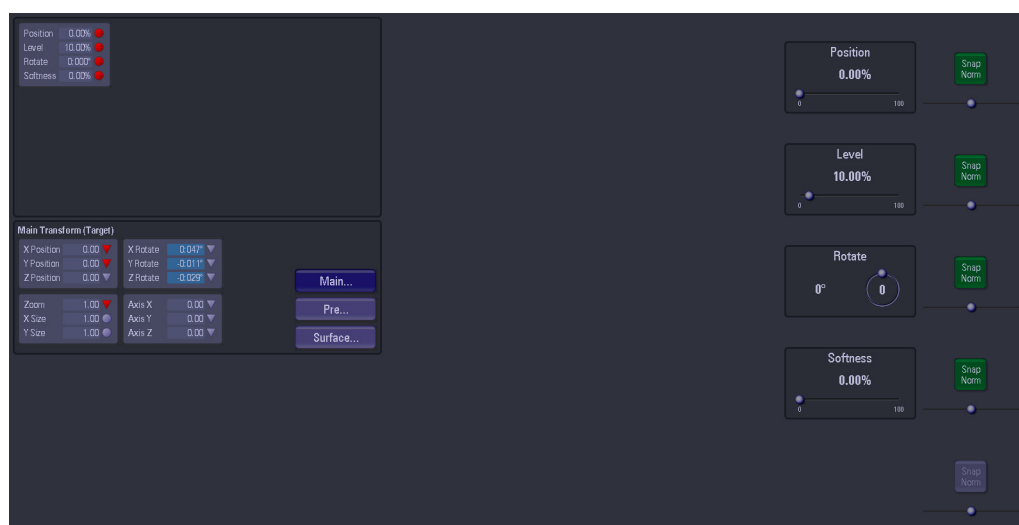 Position 0.00%
Level 10.00%
Rotate 0:000°
Softness 0.00%
Main Transform (Target)
X Position 0.00 X Rotate 0:047°
Y Position 0.00 Y Rotate -0:011°
Z Position 0.00 Z Rotate -0:029°
Zoom 1.00 Axis X 0.00
X Size 1.00 Axis Y 0.00
Y Size 1.00 Axis Z 0.00
Main...
Pre...
Surface...
Position
0.00%
0 100
Snap
Norm
Level
10.00%
0 100
Snap
Norm
Rotate
0° 0
Snap
Norm
Softness
0.00%
0 100
Snap
Norm
Snap
Norm